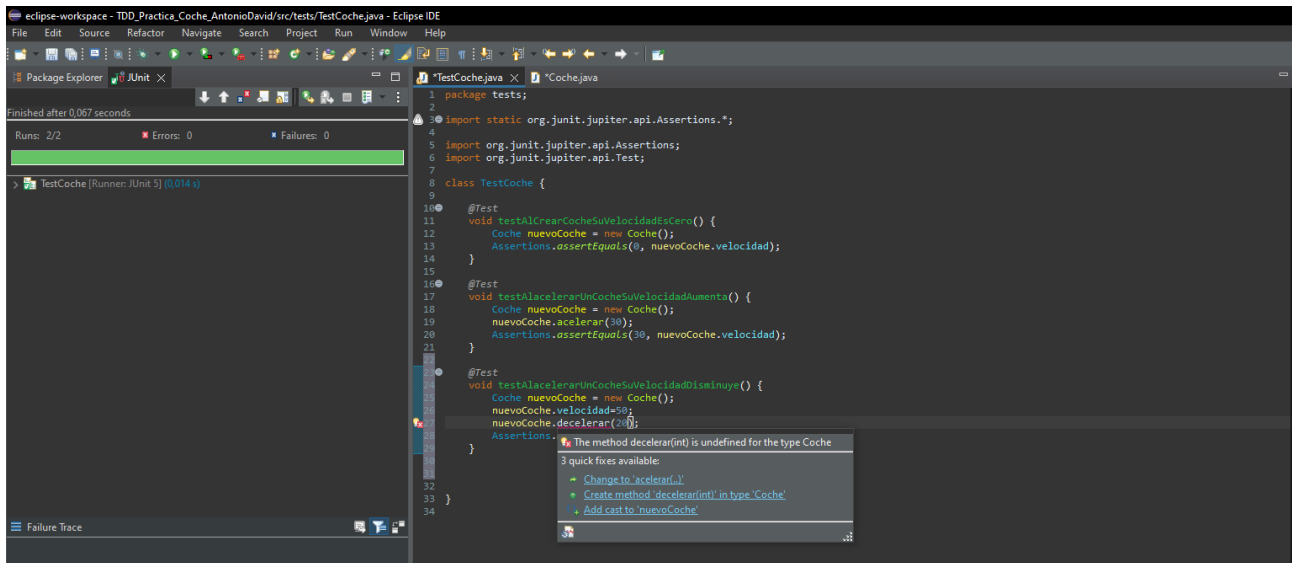 eclipse-workspace - TDD_Practica_Coche_AntonioDavid/src/tests/TestCoche.java - Eclipse IDE
File Edit Source Refactor Navigate Search Project Run Window Help
Package Explorer JUnit
*TestCoche.java *Coche.java
Finished after 0,067 seconds
Runs: 2/2 Errors: 0 Failures: 0
TestCoche [Runner: JUnit 5] (0,014 s)
1 package tests;
2
3 import static org.junit.jupiter.api.Assertions.*;
4
5 import org.junit.jupiter.api.Assertions;
6 import org.junit.jupiter.api.Test;
7
8 class TestCoche {
9
10 @Test
11 void testAlCrearCocheSuVelocidadEsCero() {
12 Coche nuevoCoche = new Coche();
13 Assertions.assertEquals(0, nuevoCoche.velocidad);
14 }
15
16 @Test
17 void testAlacelerarUnCocheSuVelocidadAumenta() {
18 Coche nuevoCoche = new Coche();
19 nuevoCoche.acelerar(30);
20 Assertions.assertEquals(30, nuevoCoche.velocidad);
21 }
22
23 @Test
24 void testAlacelerarUnCocheSuVelocidadDisminuye() {
25 Coche nuevoCoche = new Coche();
26 nuevoCoche.velocidad=50;
27 nuevoCoche.decelerar(20);
28 Assertions.
29 }
30
31
32
33 }
34
The method decelerar(int) is undefined for the type Coche
3 quick fixes available:
Change to 'acelerar(..)'
Create method 'decelerar(int)' in type 'Coche'
Add cast to 'nuevoCoche'
Failure Trace